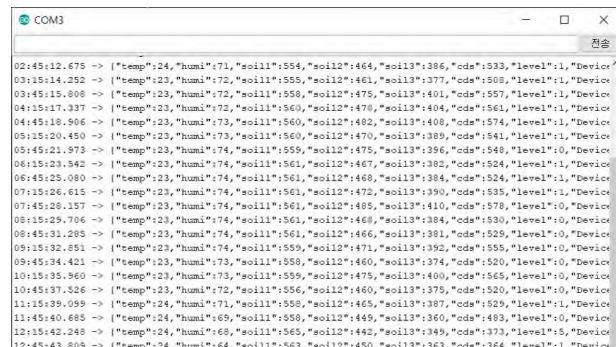 COM3
전송
02:45:12.675 -> {"temp":24,"humi":71,"soil1":554,"soil2":464,"soil3":386,"cds":533,"level":1,"Device
03:15:14.252 -> {"temp":23,"humi":72,"soil1":555,"soil2":461,"soil3":377,"cds":508,"level":1,"Device
03:45:15.808 -> {"temp":23,"humi":72,"soil1":558,"soil2":475,"soil3":401,"cds":557,"level":1,"Device
04:15:17.337 -> {"temp":23,"humi":72,"soil1":560,"soil2":478,"soil3":404,"cds":561,"level":1,"Device
04:45:18.906 -> {"temp":23,"humi":73,"soil1":560,"soil2":482,"soil3":408,"cds":574,"level":1,"Device
05:15:20.450 -> {"temp":23,"humi":73,"soil1":560,"soil2":470,"soil3":389,"cds":541,"level":1,"Device
05:45:21.973 -> {"temp":23,"humi":74,"soil1":559,"soil2":475,"soil3":396,"cds":548,"level":0,"Device
06:15:23.542 -> {"temp":23,"humi":74,"soil1":561,"soil2":467,"soil3":382,"cds":524,"level":1,"Device
06:45:25.080 -> {"temp":23,"humi":74,"soil1":561,"soil2":468,"soil3":384,"cds":524,"level":1,"Device
07:15:26.615 -> {"temp":23,"humi":74,"soil1":561,"soil2":472,"soil3":390,"cds":535,"level":1,"Device
07:45:28.157 -> {"temp":23,"humi":74,"soil1":561,"soil2":485,"soil3":410,"cds":578,"level":0,"Device
08:15:29.706 -> {"temp":23,"humi":74,"soil1":561,"soil2":468,"soil3":384,"cds":530,"level":0,"Device
08:45:31.285 -> {"temp":23,"humi":74,"soil1":561,"soil2":466,"soil3":381,"cds":529,"level":0,"Device
09:15:32.851 -> {"temp":23,"humi":74,"soil1":559,"soil2":471,"soil3":392,"cds":555,"level":0,"Device
09:45:34.421 -> {"temp":23,"humi":73,"soil1":558,"soil2":460,"soil3":374,"cds":520,"level":0,"Device
10:15:35.960 -> {"temp":23,"humi":73,"soil1":559,"soil2":475,"soil3":400,"cds":565,"level":0,"Device
10:45:37.526 -> {"temp":23,"humi":72,"soil1":556,"soil2":460,"soil3":375,"cds":520,"level":0,"Device
11:15:39.099 -> {"temp":24,"humi":71,"soil1":558,"soil2":465,"soil3":387,"cds":529,"level":1,"Device
11:45:40.685 -> {"temp":24,"humi":69,"soil1":558,"soil2":449,"soil3":360,"cds":483,"level":0,"Device
12:15:42.248 -> {"temp":24,"humi":68,"soil1":565,"soil2":442,"soil3":349,"cds":373,"level":5,"Device
12:45:43.809 -> {"temp":24,"humi":64,"soil1":563,"soil2":450,"soil3":363,"cds":364,"level":1,"Device